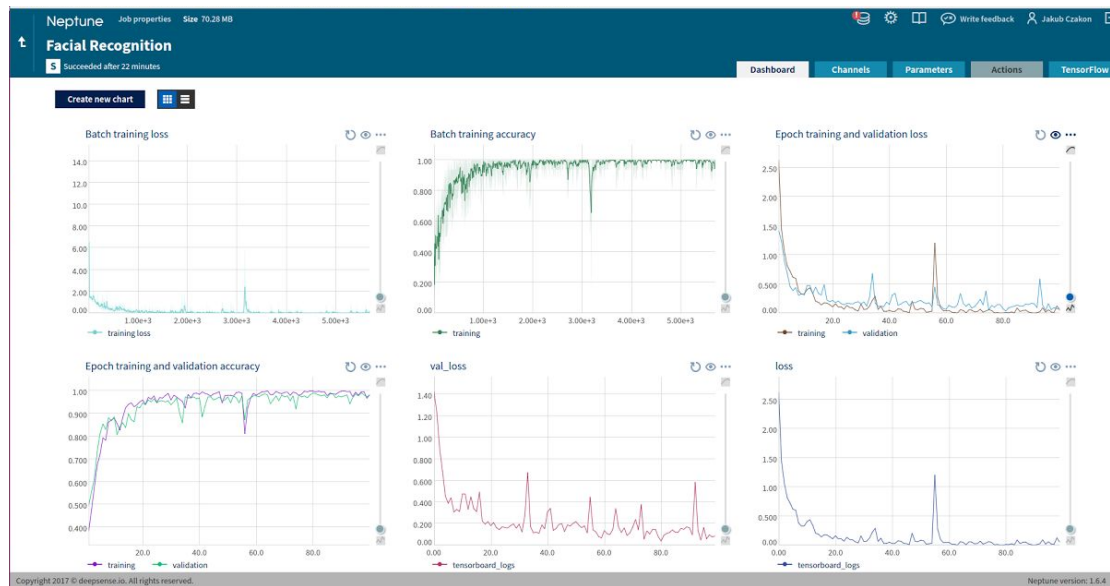 Neptune Job properties Size 70.28 MB Write feedback Jakub Czakon
Facial Recognition
S Succeeded after 22 minutes
Dashboard Channels Parameters Actions TensorFlow
Create new chart
Batch training loss
14.0
12.0
10.0
8.00
6.00
4.00
2.00
0.00
1.00e+3 2.00e+3 3.00e+3 4.00e+3 5.00e+3
training loss
Batch training accuracy
1.00
0.800
0.600
0.400
0.200
0.00
1.00e+3 2.00e+3 3.00e+3 4.00e+3 5.00e+3
training
Epoch training and validation loss
2.50
2.00
1.50
1.00
0.500
0.00
20.0 40.0 60.0 80.0
training validation
Epoch training and validation accuracy
1.00
0.900
0.800
0.700
0.600
0.500
0.400
20.0 40.0 60.0 80.0
training validation
val_loss
1.40
1.20
1.00
0.800
0.600
0.400
0.200
0.00
0.00 20.0 40.0 60.0 80.0
tensorboard_logs
loss
2.50
2.00
1.50
1.00
0.500
0.00
0.00 20.0 40.0 60.0 80.0
tensorboard_logs
Copyright 2017 © deepsense.io. All rights reserved. Neptune version: 1.6.4